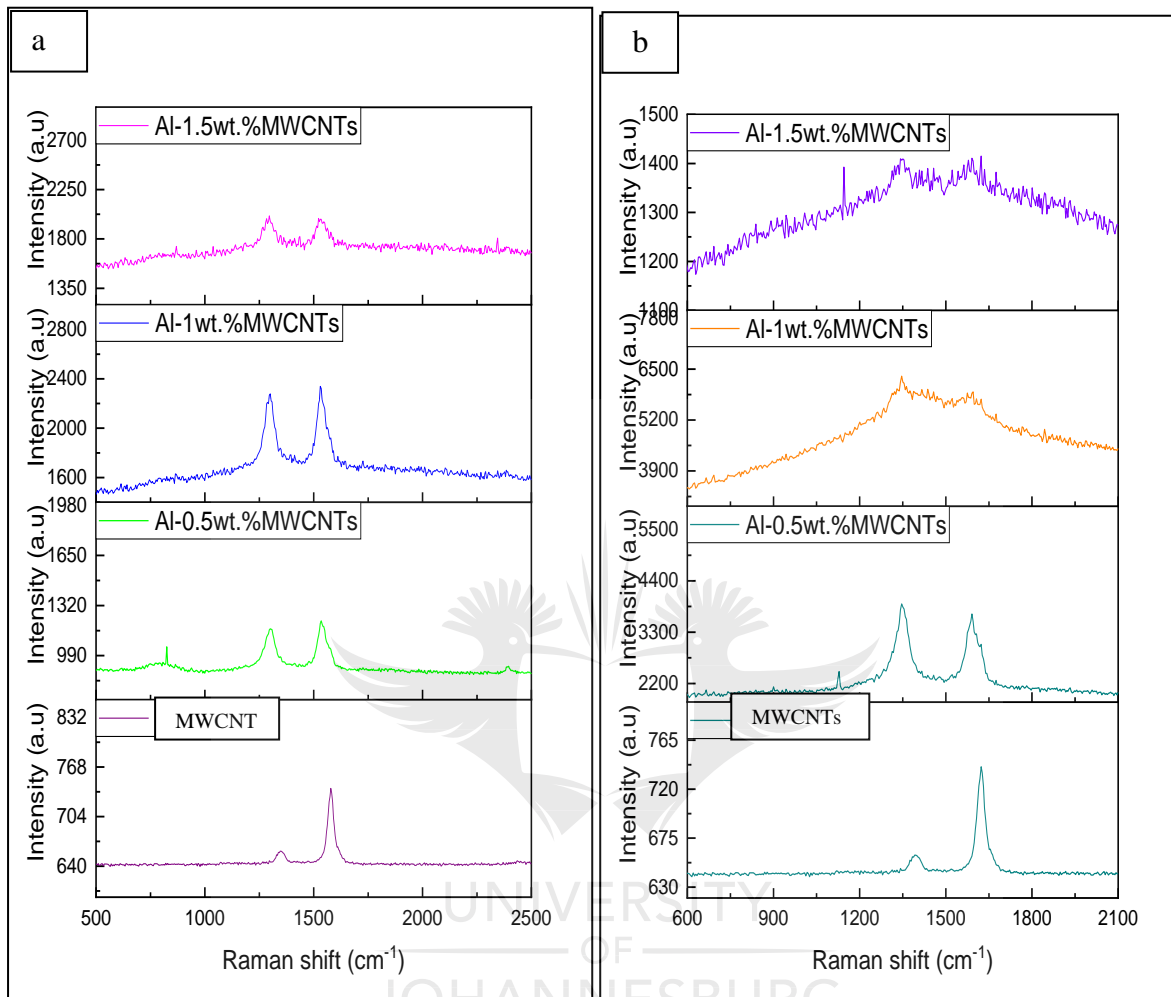 a
Al-1.5wt.%MWCNTs
Intensity (a.u)
2700
2250
1800
1350
Al-1wt.%MWCNTs
Intensity (a.u)
2800
2400
2000
1600
Al-0.5wt.%MWCNTs
Intensity (a.u)
1980
1650
1320
990
MWCNT
Intensity (a.u)
832
768
704
640
500 1000 1500 2000 2500
Raman shift (cm-1)
b
Al-1.5wt.%MWCNTs
Intensity (a.u)
1500
1400
1300
1200
1100
Al-1wt.%MWCNTs
Intensity (a.u)
7800
6500
5200
3900
Al-0.5wt.%MWCNTs
Intensity (a.u)
5500
4400
3300
2200
MWCNTs
Intensity (a.u)
765
720
675
630
600 900 1200 1500 1800 2100
Raman shift (cm-1)
UNIVERSITY
OF
JOHANNESBURG